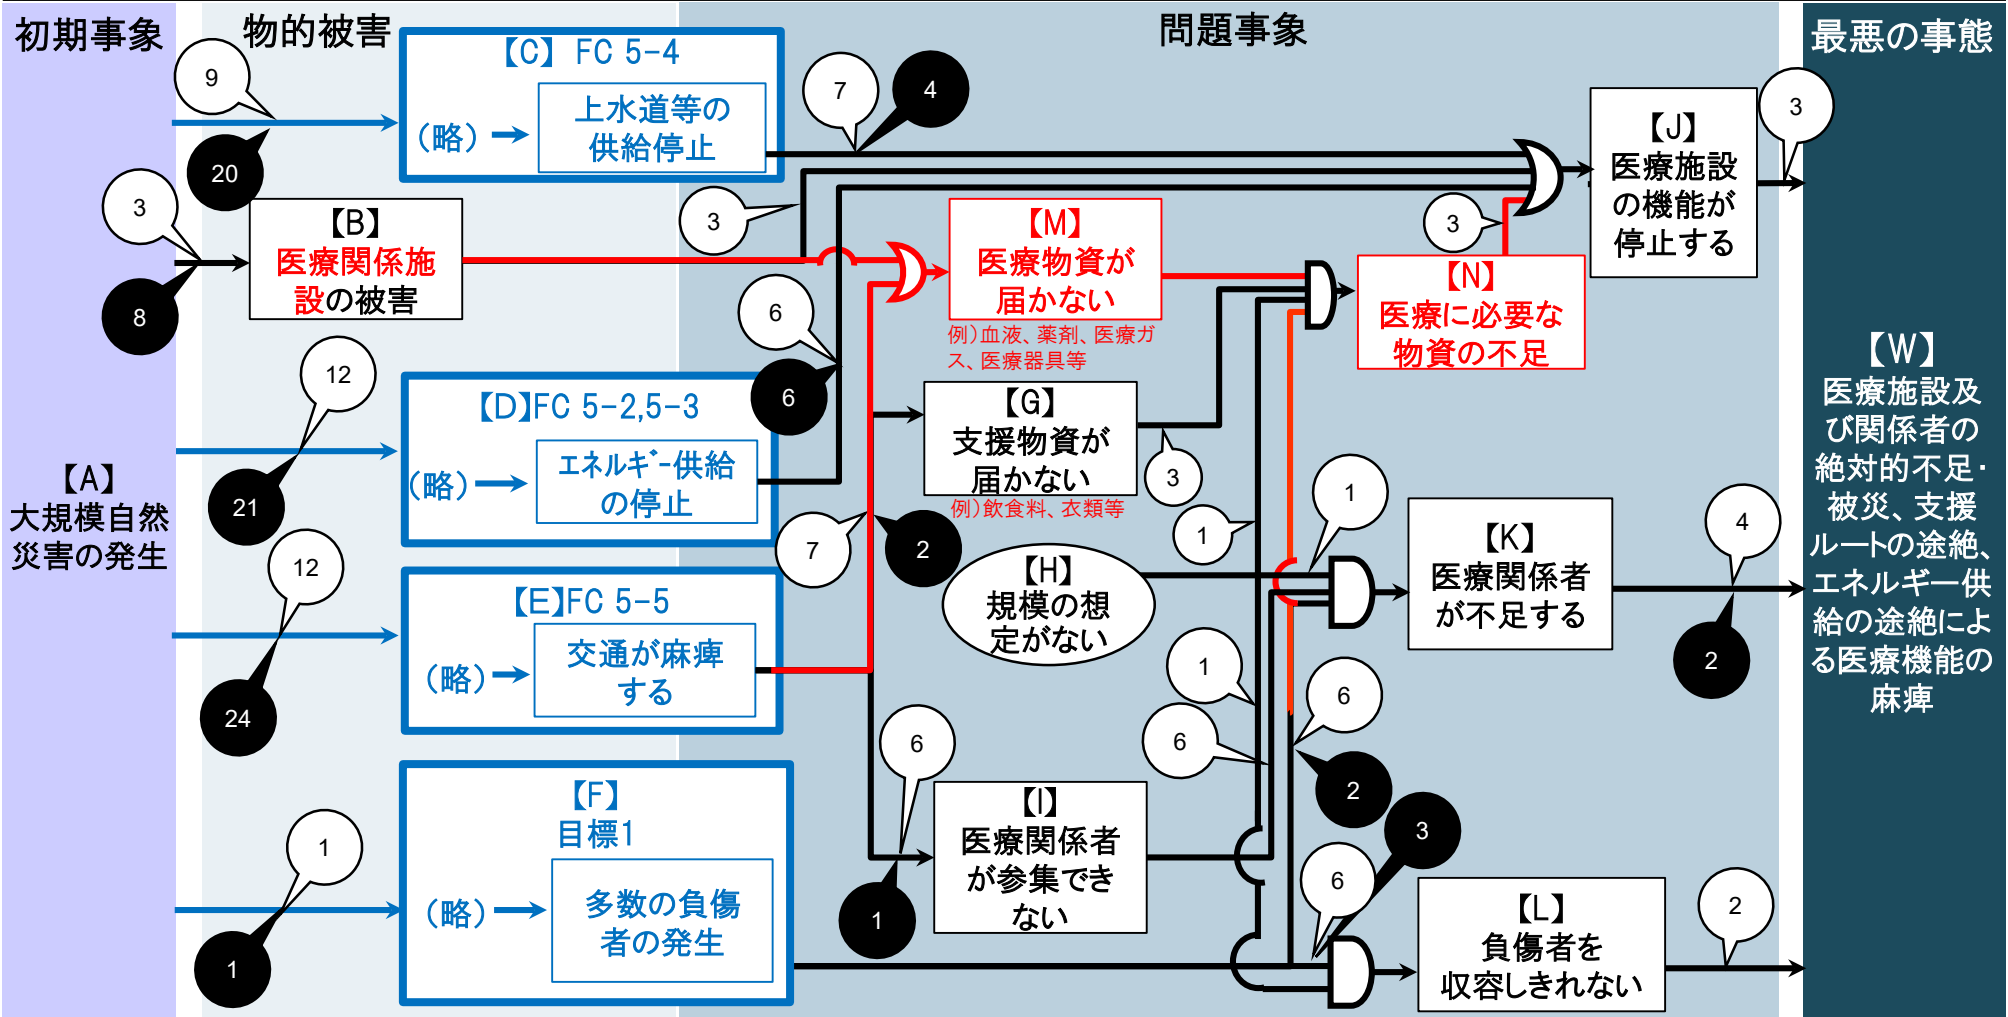 初期事象
物的被害
問題事象
最悪の事態
【A】
大規模自然
災害の発生
9
20
3
8
12
21
12
24
1
1
【C】 FC 5-4
(略)
上水道等の
供給停止
【B】
医療関係施
設の被害
【D】FC 5-2,5-3
(略)
エネルギー供給
の停止
【E】FC 5-5
(略)
交通が麻痺
する
【F】
目標1
(略)
多数の負傷
者の発生
7
4
3
6
6
7
2
6
1
【M】
医療物資が
届かない
例)血液、薬剤、医療ガ
ス、医療器具等
【G】
支援物資が
届かない
例)飲食料、衣類等
3
【H】
規模の想
定がない
【I】
医療関係者
が参集でき
ない
1
1
6
1
6
2
3
6
3
【N】
医療に必要な
物資の不足
【J】
医療施設
の機能が
停止する
3
【K】
医療関係者
が不足する
4
2
【L】
負傷者を
収容しきれない
2
【W】
医療施設及
び関係者の
絶対的不足・
被災、支援
ルートの途絶、
エネルギー供
給の途絶によ
る医療機能の
麻痺